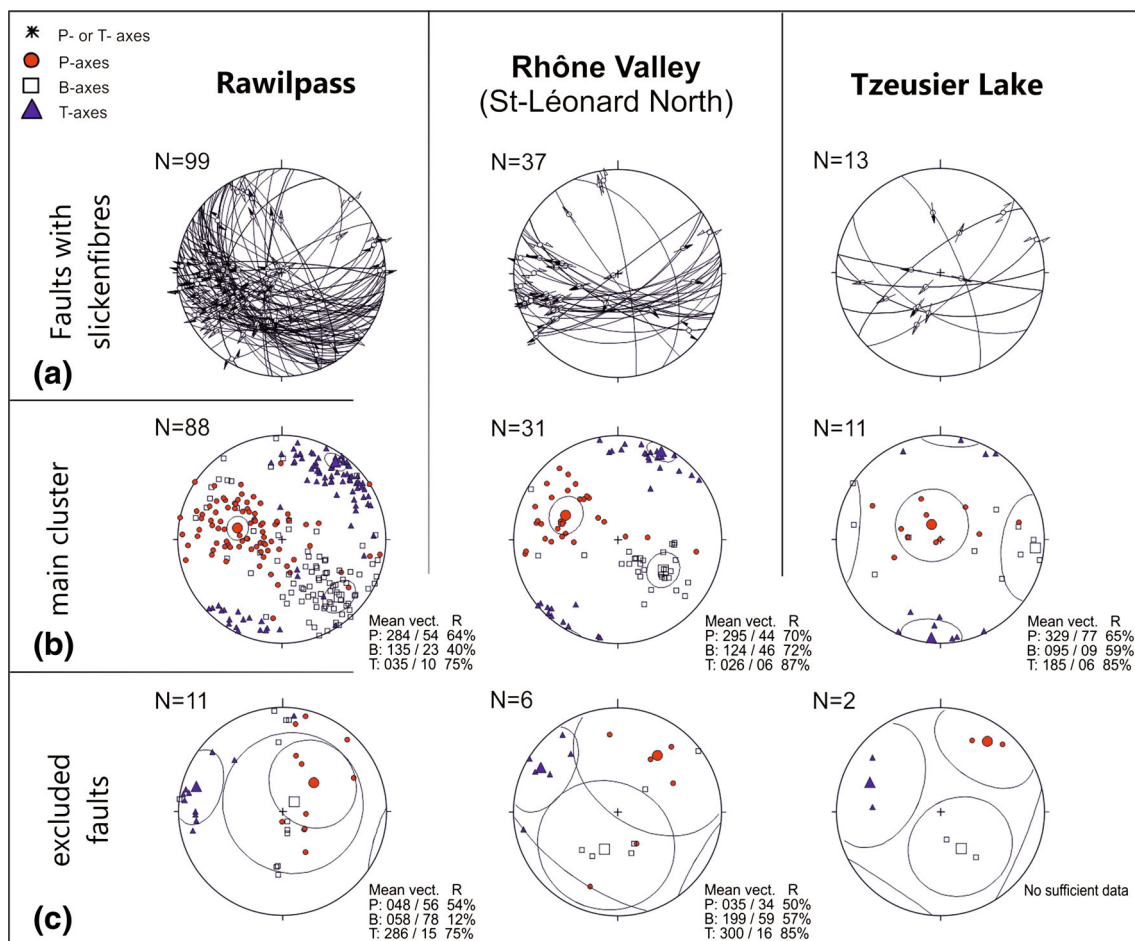 P- or T- axes
P-axes
B-axes
T-axes
Rawilpass
Rhône Valley
(St-Léonard North)
Tzeusier Lake
Faults with
slickenfibres
(a)
N=99
N=37
N=13
main cluster
(b)
N=88
Mean vect. R
P: 284 / 54 64%
B: 135 / 23 40%
T: 035 / 10 75%
N=31
Mean vect. R
P: 295 / 44 70%
B: 124 / 46 72%
T: 026 / 06 87%
N=11
Mean vect. R
P: 329 / 77 65%
B: 095 / 09 59%
T: 185 / 06 85%
excluded
faults
(c)
N=11
Mean vect. R
P: 048 / 56 54%
B: 058 / 78 12%
T: 286 / 15 75%
N=6
Mean vect. R
P: 035 / 34 50%
B: 199 / 59 57%
T: 300 / 16 85%
N=2
No sufficient data